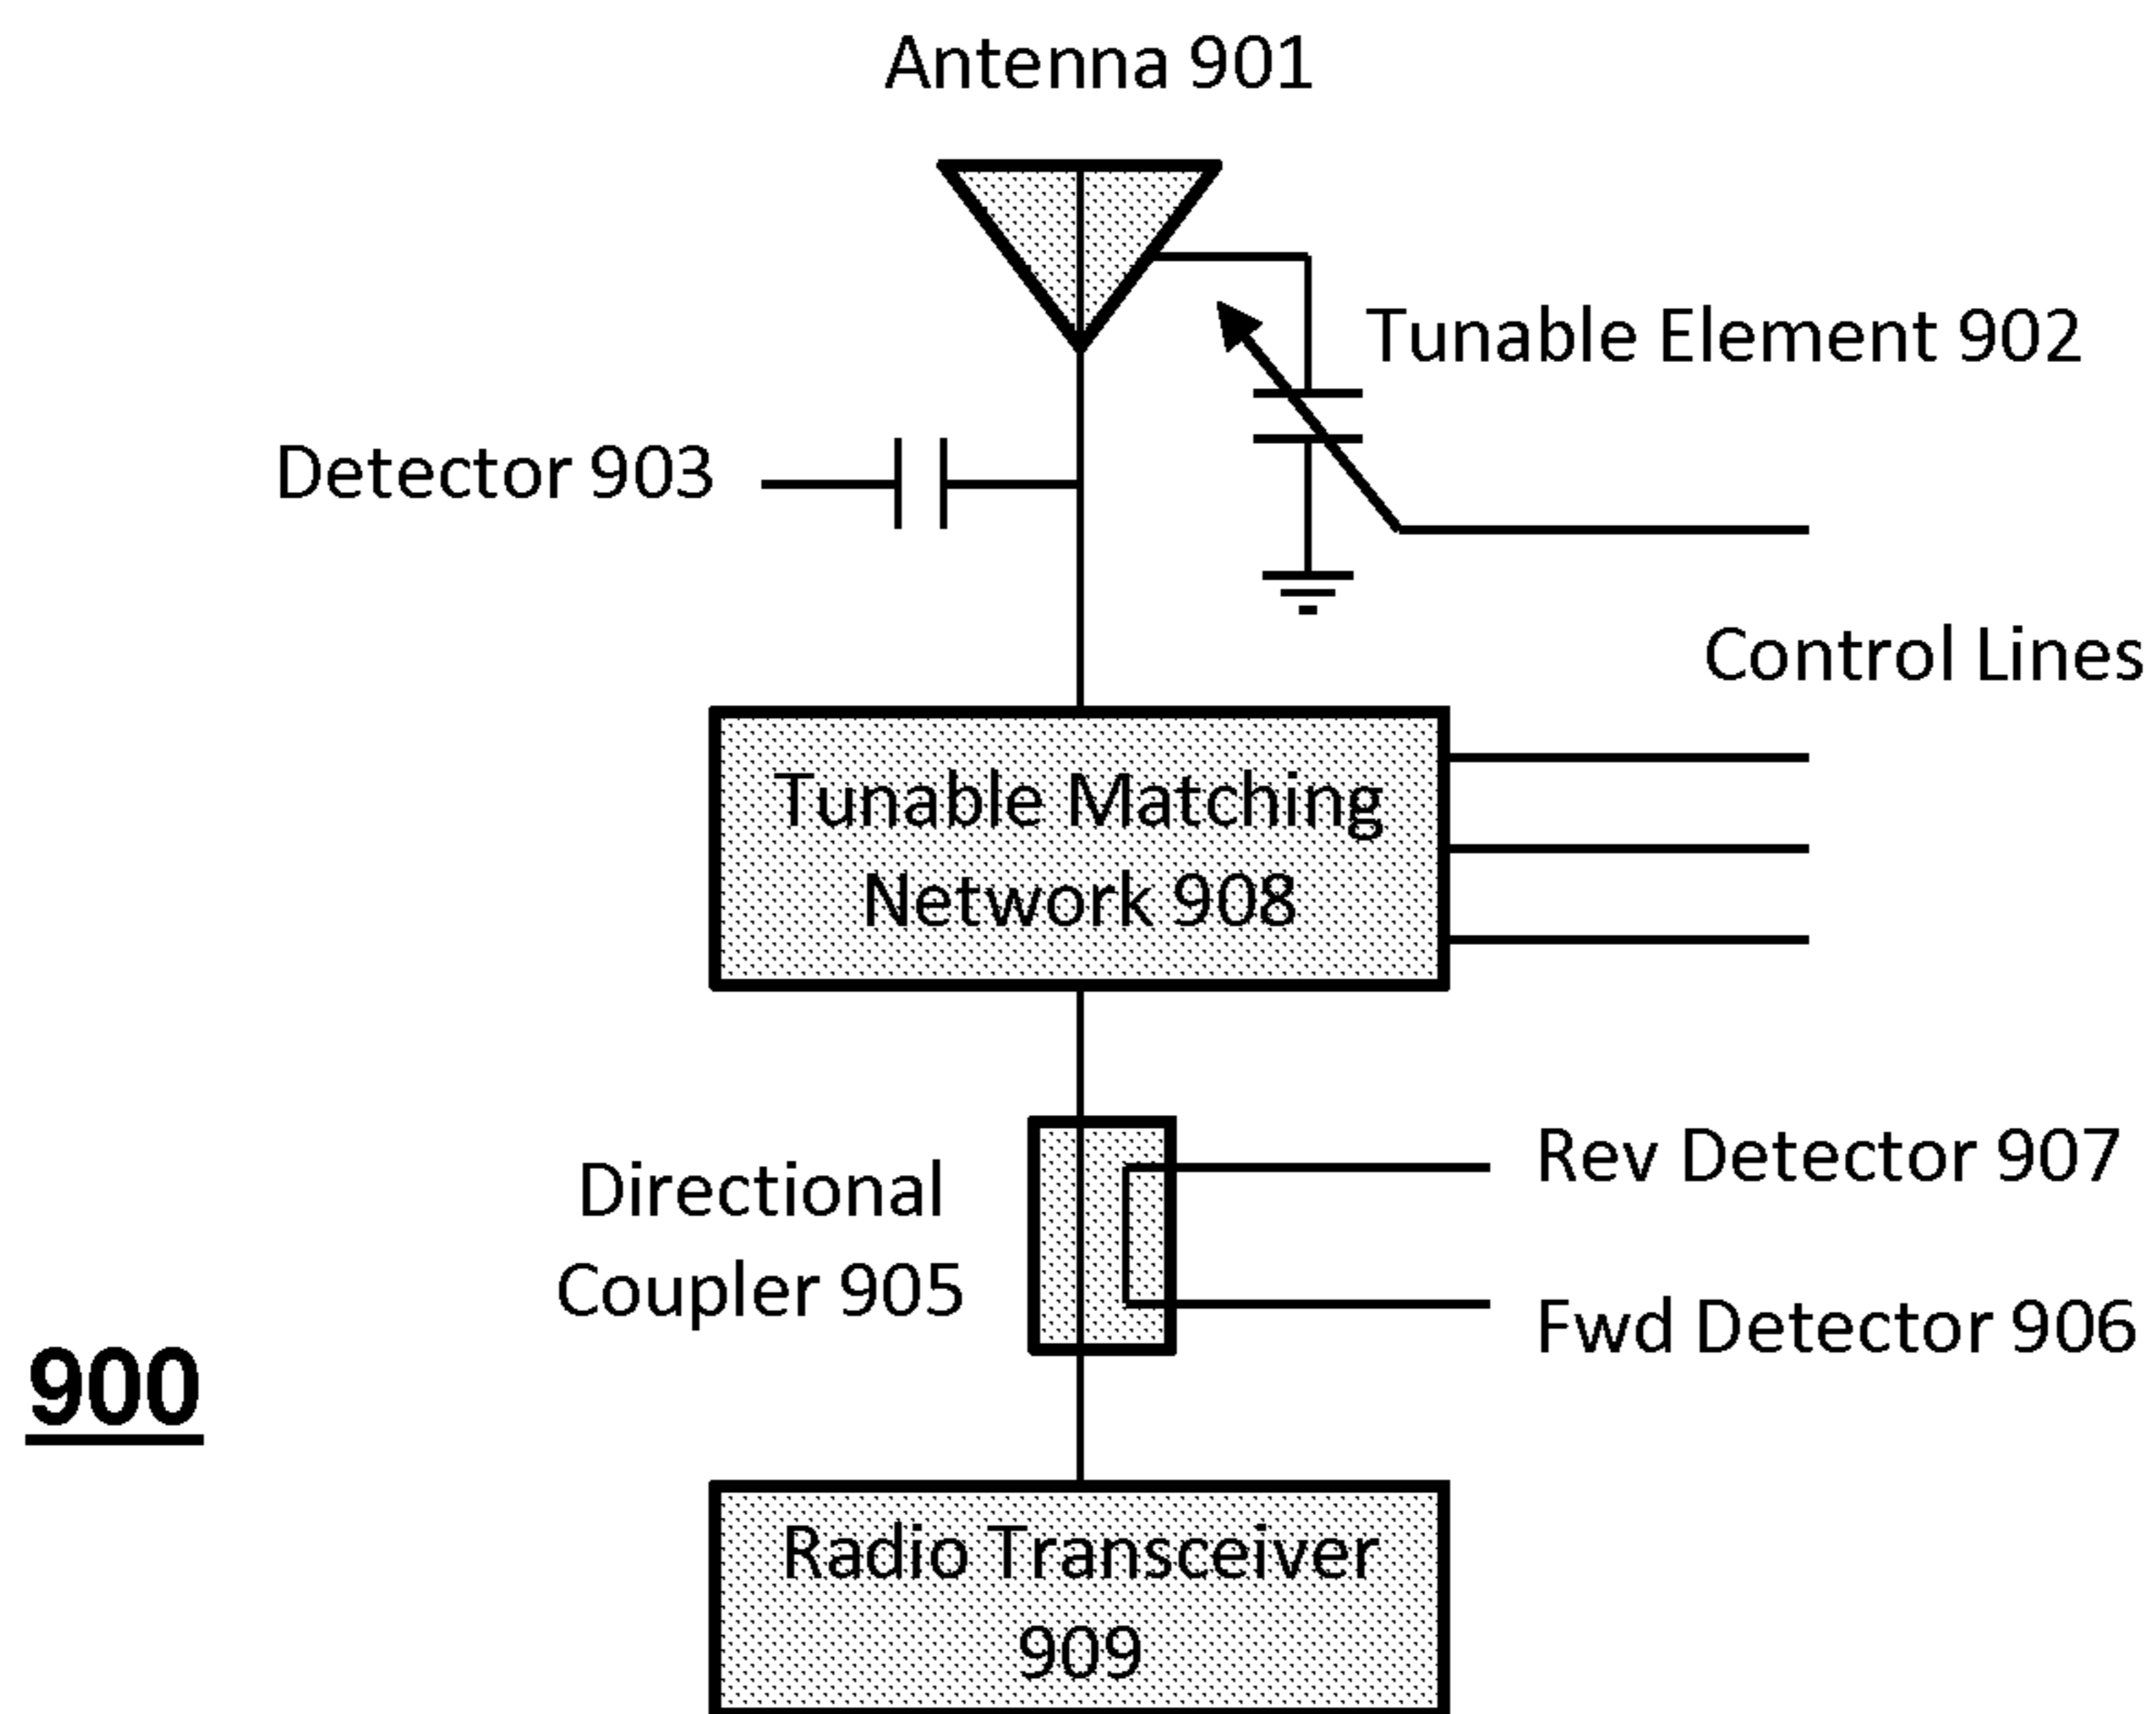 Antenna 901
Tunable Element 902
Detector 903
Control Lines
Tunable Matching
Network 908
Directional
Coupler 905
Rev Detector 907
Fwd Detector 906
900
Radio Transceiver
909